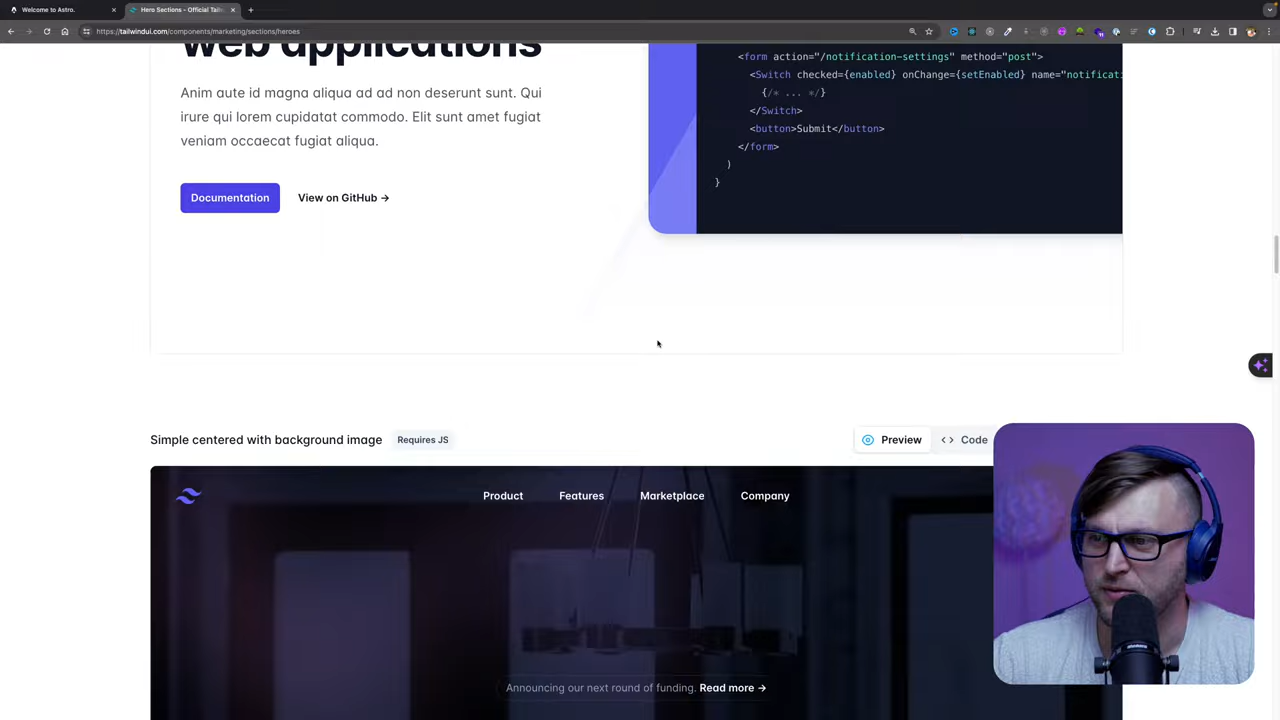 Welcome to Astro.
Hero Sections - Official Tailw
https://tailwindui.com/components/marketing/sections/heroes
web applications
Anim aute id magna aliqua ad ad non deserunt sunt. Qui
irure qui lorem cupidatat commodo. Elit sunt amet fugiat
veniam occaecat fugiat aliqua.
Documentation
View on GitHub →
<form action="/notification-settings" method="post">
<Switch checked={enabled} onChange={setEnabled} name="notificati
{/* ... */}
</Switch>
<button>Submit</button>
</form>
)
}
Simple centered with background image
Requires JS
Preview
Code
Product
Features
Marketplace
Company
Announcing our next round of funding. Read more →